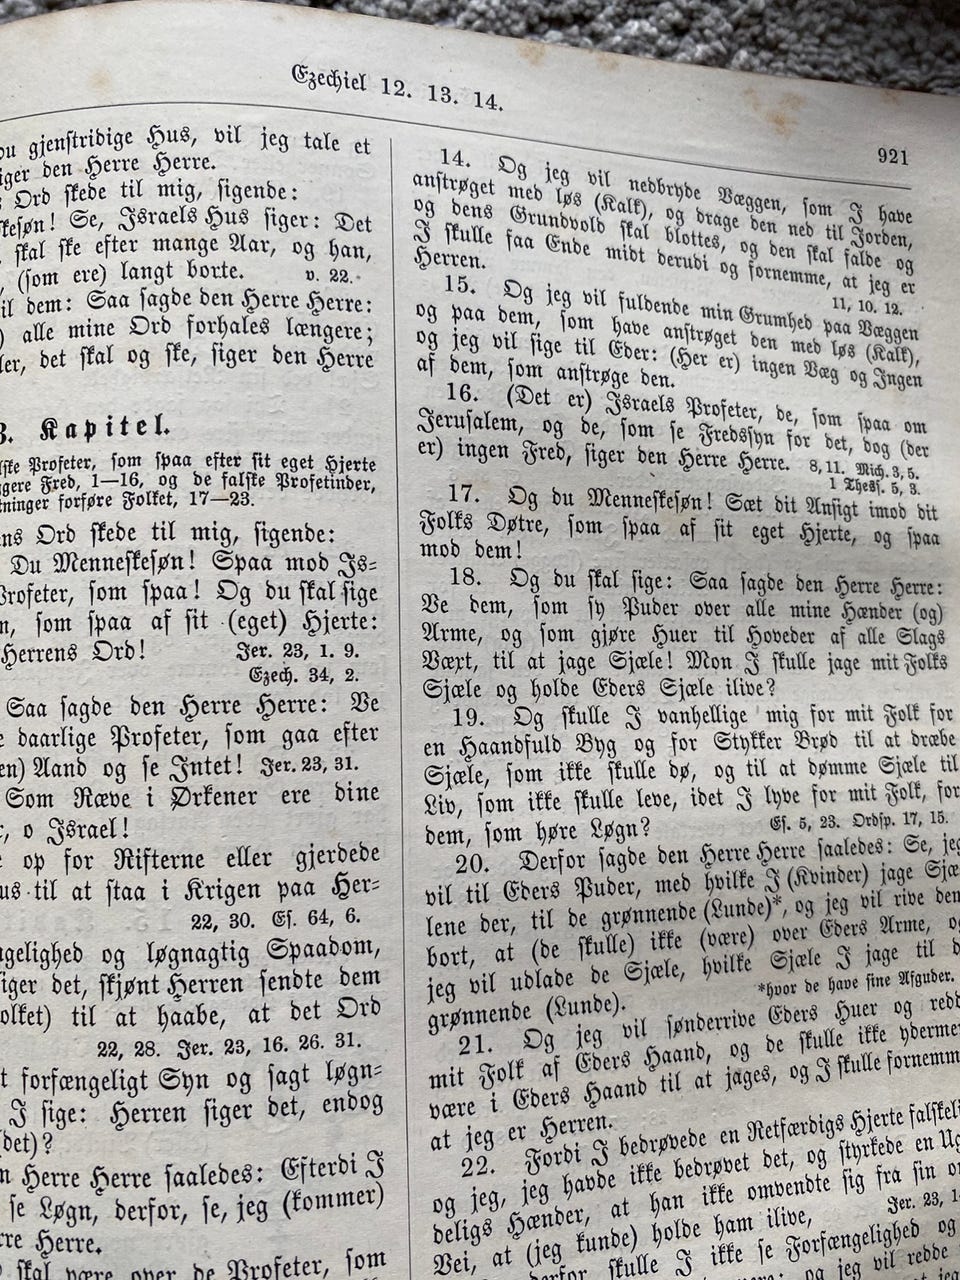 Ezechiel 12. 13. 14.
921
gjenstridige Hus, vil jeg tale et
den Herre Herre.
Ord skede til mig, sigende:
Se, Israels Hus siger: Det
skal ske efter mange Aar, og han,
(som ere) langt borte. v. 22.
dem: Saa sagde den Herre Herre:
alle mine Ord forhales længere;
det skal og ske, siger den Herre
Kapitel.
Profeter, som spaa efter sit eget Hjerte
Fred, 1—16, og de falske Profetinder,
forføre Folket, 17—23.
Ord skede til mig, sigende:
Du Menneskesøn! Spaa mod Is-
Profeter, som spaa! Og du skal sige
som spaa af sit (eget) Hjerte:
Herrens Ord! Jer. 23, 1. 9.
Ezech. 34, 2.
Saa sagde den Herre Herre: Ve
daarlige Profeter, som gaa efter
Aand og se Intet! Jer. 23, 31.
Som Ræve i Ørkener ere dine
o Israel!
op for Rifterne eller gjerdede
til at staa i Krigen paa Her-
22, 30. Es. 64, 6.
og løgnagtig Spaadom,
det, skjønt Herren sendte dem
til at haabe, at det Ord
22, 28. Jer. 23, 16. 26. 31.
forfængeligt Syn og sagt løgn-
I sige: Herren siger det, endog
Herre Herre saaledes: Efterdi I
se Løgn, derfor, se, jeg (kommer)
Herre.
skal være over de Profeter, som
14. Og jeg vil nedbryde Væggen, som I have
anstrøget med løs (Kalk), og drage den ned til Jorden,
og dens Grundvold skal blottes, og den skal falde og
I skulle faa Ende midt derudi og fornemme, at jeg er
Herren. 11, 10. 12.
15. Og jeg vil fuldende min Grumhed paa Væggen
og paa dem, som have anstrøget den med løs (Kalk),
og jeg vil sige til Eder: (Her er) ingen Væg og Ingen
af dem, som anstrøge den.
16. (Det er) Israels Profeter, de, som spaa om
Jerusalem, og de, som se Fredssyn for det, dog (der
er) ingen Fred, siger den Herre Herre. 8, 11. Mich. 3, 5.
1 Thess. 5, 3.
17. Og du Menneskesøn! Sæt dit Ansigt imod dit
Folks Døtre, som spaa af sit eget Hjerte, og spaa
mod dem!
18. Og du skal sige: Saa sagde den Herre Herre:
Ve dem, som sy Puder over alle mine Hænder (og)
Arme, og som gjøre Huer til Hoveder af alle Slags
Væxt, til at jage Sjæle! Mon I skulle jage mit Folks
Sjæle og holde Eders Sjæle ilive?
19. Og skulle I vanhellige mig for mit Folk for
en Haandfuld Byg og for Stykker Brød til at dræbe
Sjæle, som ikke skulle dø, og til at dømme Sjæle til
Liv, som ikke skulle leve, idet I lyve for mit Folk, for
dem, som høre Løgn? Es. 5, 23. Ordsp. 17, 15.
20. Derfor sagde den Herre Herre saaledes: Se, jeg
vil til Eders Puder, med hvilke I (Kvinder) jage Sjæ-
lene der, til de grønnende (Lunde)*, og jeg vil rive dem
bort, at (de skulle) ikke (være) over Eders Arme,
jeg vil udlade de Sjæle, hvilke Sjæle I jage til
grønnende (Lunde). *hvor de have sine Afguder.
21. Og jeg vil sønderrive Eders Huer og
mit Folk af Eders Haand, og de skulle ikke
være i Eders Haand til at jages, og I skulle
at jeg er Herren.
22. Fordi I bedrøvede en Retfærdigs Hjerte
og jeg, jeg havde ikke bedrøvet det, og styrkede en
deligs Hænder, at han ikke omvendte sig fra sin
Vei, at (jeg kunde) holde ham ilive, Jer. 23,
skulle I ikke se Forfængelighed og
og jeg vil redde